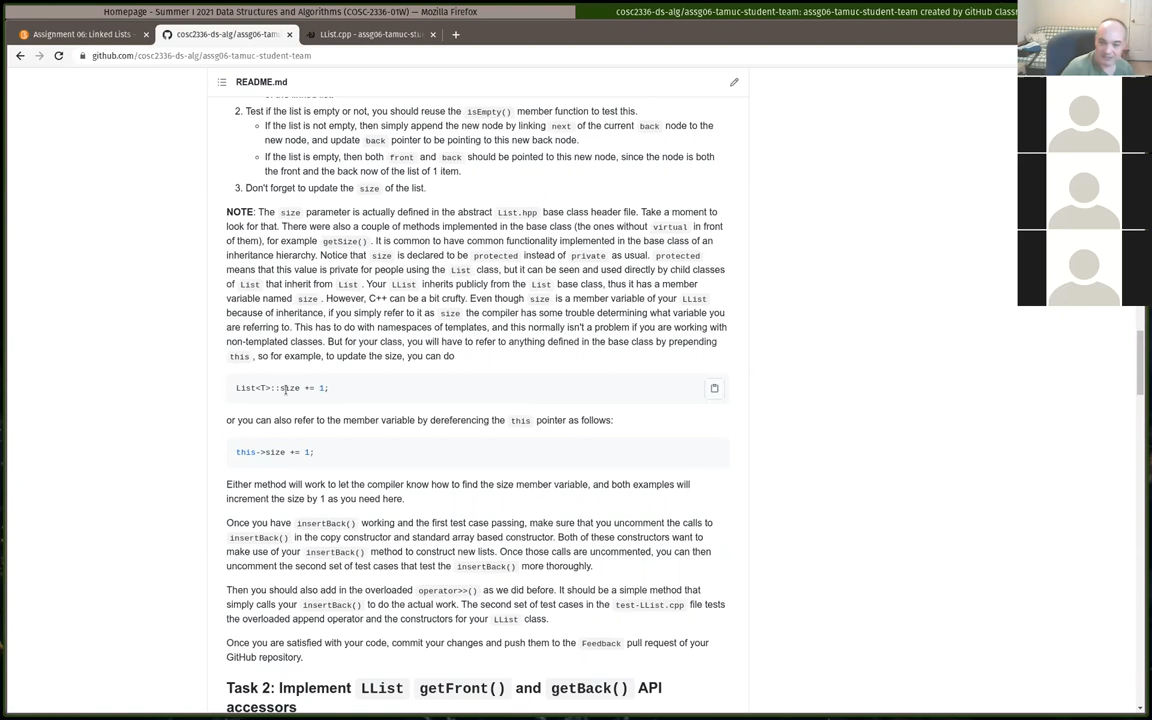 Homepage - Summer I 2021 Data Structures and Algorithms (COSC-2336-01W) — Mozilla Firefox
cosc2336-ds-alg/assg06-tamuc-student-team: assg06-tamuc-student-team created by GitHub Class
Assignment 06: Linked Lists -
cosc2336-ds-alg/assg06-tamu
LList.cpp - assg06-tamuc-stu
github.com/cosc2336-ds-alg/assg06-tamuc-student-team
README.md
2. Test if the list is empty or not, you should reuse the isEmpty() member function to test this.
If the list is not empty, then simply append the new node by linking next of the current back node to the
new node, and update back pointer to be pointing to this new back node.
If the list is empty, then both front and back should be pointed to this new node, since the node is both
the front and the back now of the list of 1 item.
3. Don't forget to update the size of the list.
NOTE: The size parameter is actually defined in the abstract List.hpp base class header file. Take a moment to
look for that. There were also a couple of methods implemented in the base class (the ones without virtual in front
of them), for example getSize() . It is common to have common functionality implemented in the base class of an
inheritance hierarchy. Notice that size is declared to be protected instead of private as usual. protected
means that this value is private for people using the List class, but it can be seen and used directly by child classes
of List that inherit from List . Your LList inherits publicly from the List base class, thus it has a member
variable named size . However, C++ can be a bit crufty. Even though size is a member variable of your LList
because of inheritance, if you simply refer to it as size the compiler has some trouble determining what variable you
are referring to. This has to do with namespaces of templates, and this normally isn't a problem if you are working with
non-templated classes. But for your class, you will have to refer to anything defined in the base class by prepending
this , so for example, to update the size, you can do
List<T>::size += 1;
or you can also refer to the member variable by dereferencing the this pointer as follows:
this->size += 1;
Either method will work to let the compiler know how to find the size member variable, and both examples will
increment the size by 1 as you need here.
Once you have insertBack() working and the first test case passing, make sure that you uncomment the calls to
insertBack() in the copy constructor and standard array based constructor. Both of these constructors want to
make use of your insertBack() method to construct new lists. Once those calls are uncommented, you can then
uncomment the second set of test cases that test the insertBack() more thoroughly.
Then you should also add in the overloaded operator>>() as we did before. It should be a simple method that
simply calls your insertBack() to do the actual work. The second set of test cases in the test-LList.cpp file tests
the overloaded append operator and the constructors for your LList class.
Once you are satisfied with your code, commit your changes and push them to the Feedback pull request of your
GitHub repository.
Task 2: Implement LList getFront() and getBack() API
accessors